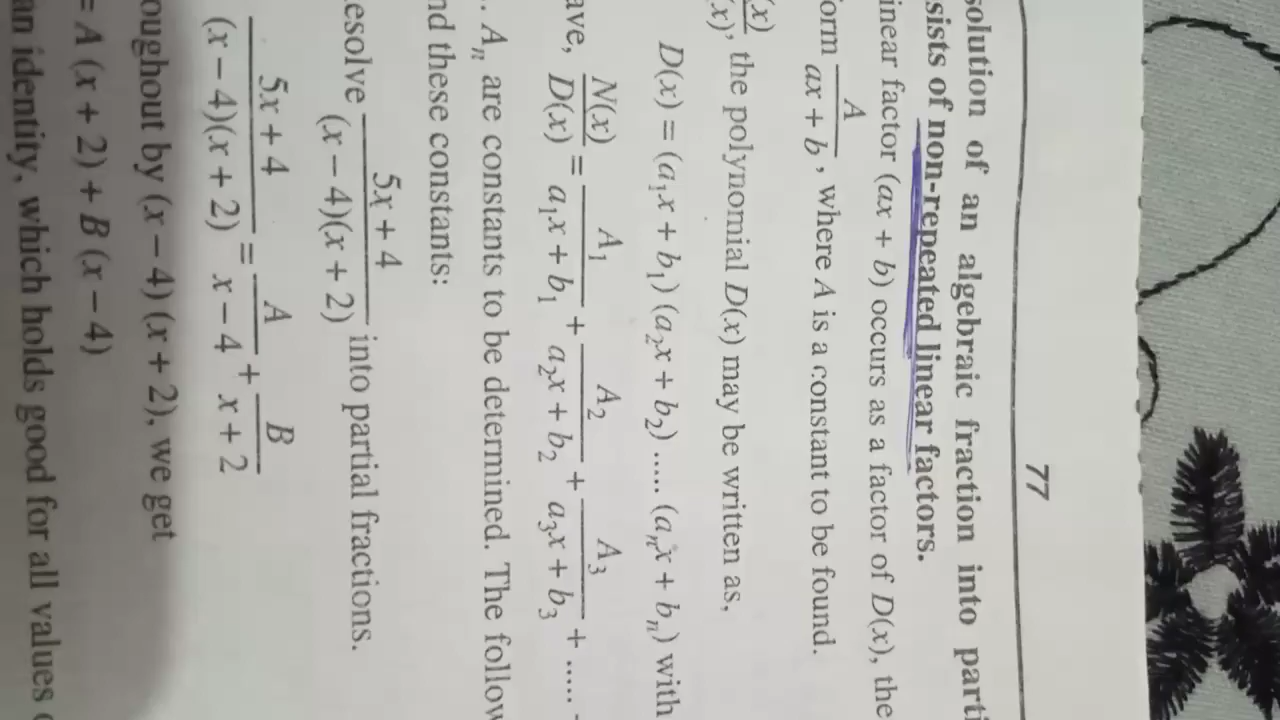 77
solution of an algebraic fraction into
sists of non-repeated linear factors.
linear factor (ax + b) occurs as a factor of D(x), the
form A/(ax + b), where A is a constant to be found.
(x)/(x), the polynomial D(x) may be written as,
D(x) = (a₁x + b₁) (a₂x + b₂) ..... (aₙx + bₙ) with
ave, N(x)/D(x) = A₁/(a₁x + b₁) + A₂/(a₂x + b₂) + A₃/(a₃x + b₃) + .....
. Aₙ are constants to be determined. The follow
nd these constants:
esolve (5x + 4)/((x – 4)(x + 2)) into partial fractions.
(5x + 4)/((x – 4)(x + 2)) = A/(x – 4) + B/(x + 2)
oughout by (x – 4) (x + 2), we get
= A (x + 2) + B (x – 4)
an identity, which holds good for all values